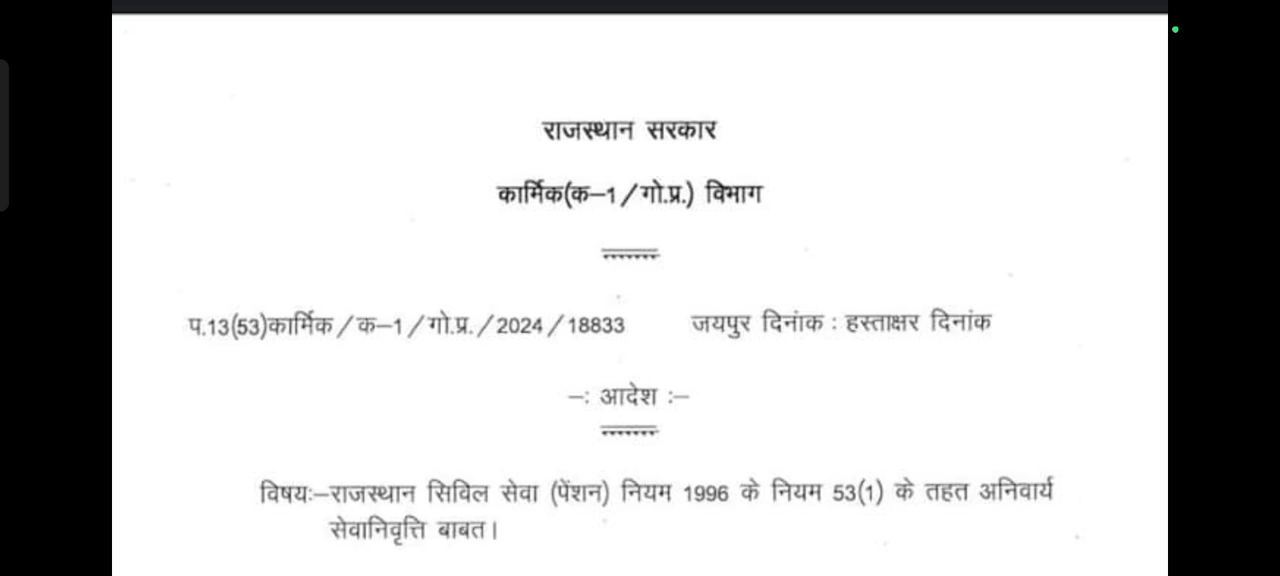 राजस्थान सरकार
कार्मिक(क–1/गो.प्र.) विभाग
प.13(53)कार्मिक/क–1/गो.प्र./2024/18833 जयपुर दिनांक : हस्ताक्षर दिनांक
–: आदेश :–
विषयः–राजस्थान सिविल सेवा (पेंशन) नियम 1996 के नियम 53(1) के तहत अनिवार्य
सेवानिवृत्ति बाबत।